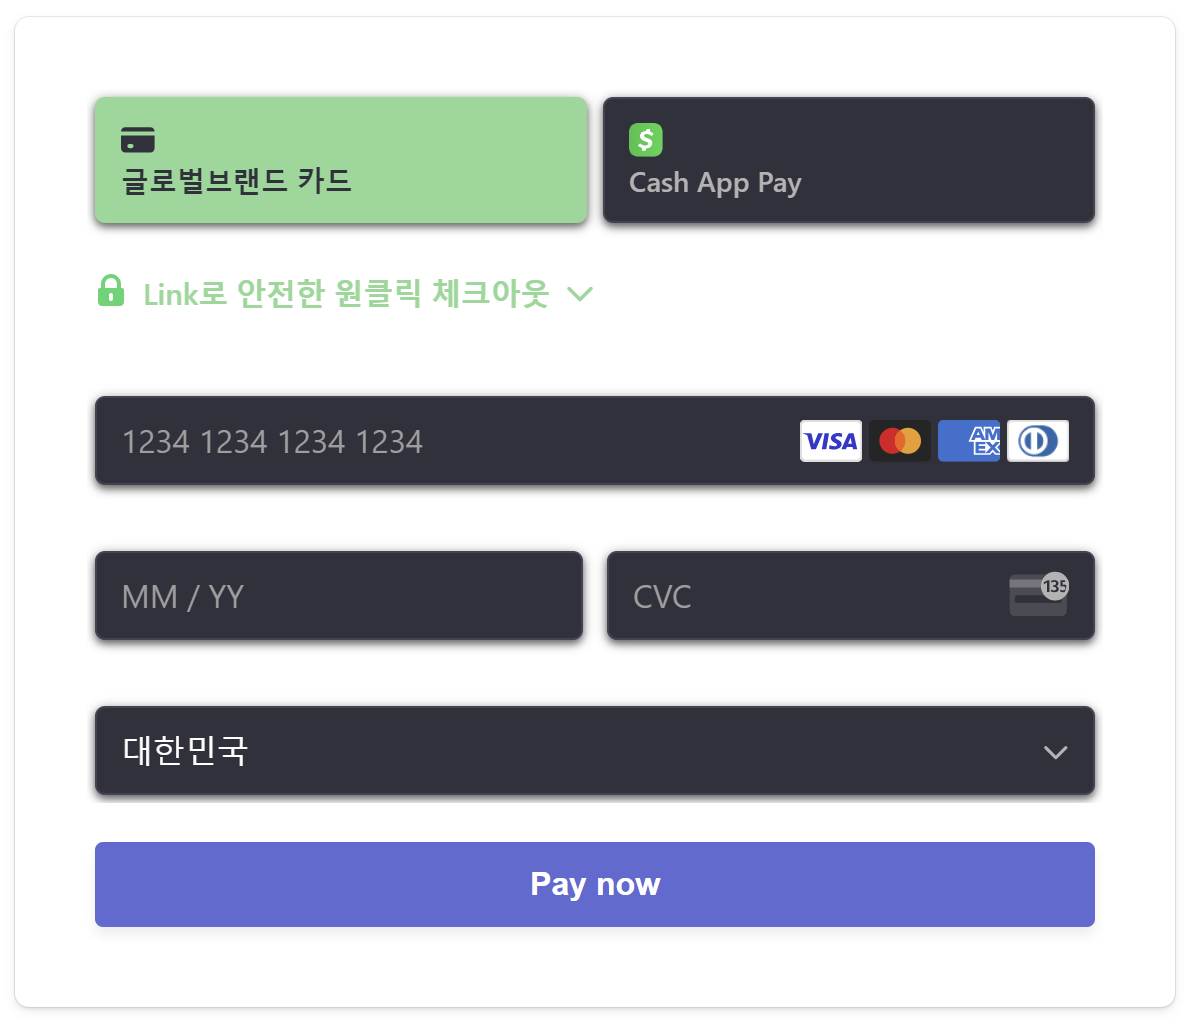 글로벌브랜드 카드
$
Cash App Pay
Link로 안전한 원클릭 체크아웃
1234 1234 1234 1234
VISA
AM
EX
MM / YY
CVC
135
대한민국
Pay now